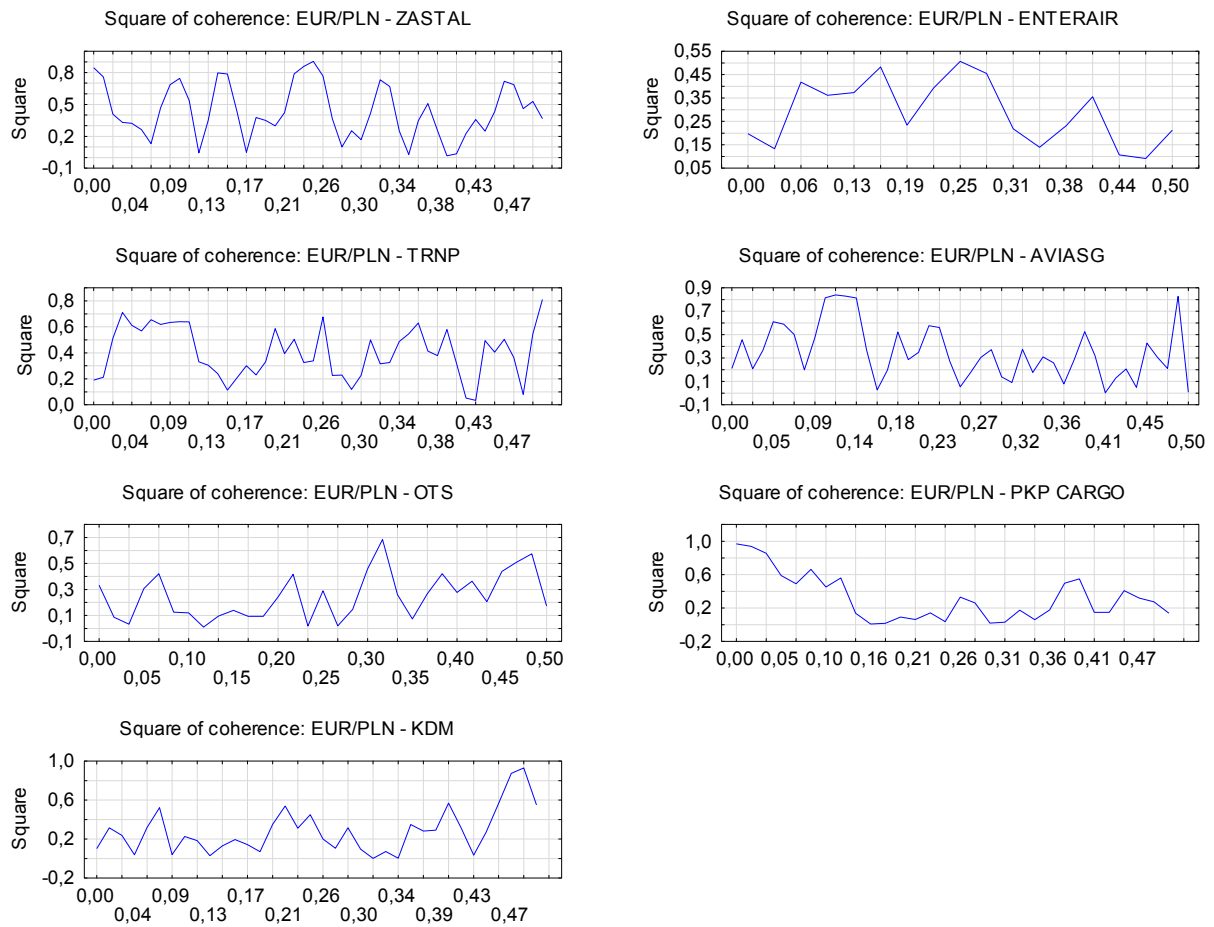 Square of coherence: EUR/PLN - ZASTAL
Square
0,8
0,5
0,2
-0,1
0,00 0,09 0,17 0,26 0,34 0,43
0,04 0,13 0,21 0,30 0,38 0,47
Square of coherence: EUR/PLN - ENTERAIR
Square
0,55
0,45
0,35
0,25
0,15
0,05
0,00 0,06 0,13 0,19 0,25 0,31 0,38 0,44 0,50
Square of coherence: EUR/PLN - TRNP
Square
0,8
0,6
0,4
0,2
0,0
0,00 0,09 0,17 0,26 0,34 0,43
0,04 0,13 0,21 0,30 0,38 0,47
Square of coherence: EUR/PLN - AVIASG
Square
0,9
0,7
0,5
0,3
0,1
-0,1
0,00 0,09 0,18 0,27 0,36 0,45
0,05 0,14 0,23 0,32 0,41 0,50
Square of coherence: EUR/PLN - OTS
Square
0,7
0,5
0,3
0,1
-0,1
0,00 0,10 0,20 0,30 0,40 0,50
0,05 0,15 0,25 0,35 0,45
Square of coherence: EUR/PLN - PKP CARGO
Square
1,0
0,6
0,2
-0,2
0,00 0,05 0,10 0,16 0,21 0,26 0,31 0,36 0,41 0,47
Square of coherence: EUR/PLN - KDM
Square
1,0
0,6
0,2
-0,2
0,00 0,09 0,17 0,26 0,34 0,43
0,04 0,13 0,21 0,30 0,39 0,47